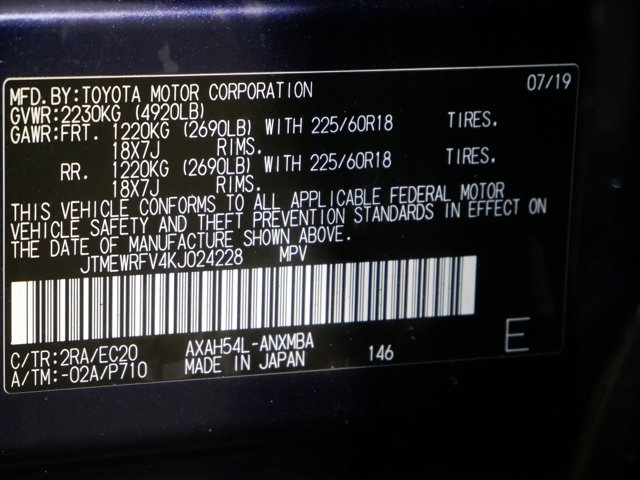 MFD. BY: TOYOTA MOTOR CORPORATION 07/19
GVWR: 2230KG (4920LB)
GAWR: FRT. 1220KG (2690LB) WITH 225/60R18 TIRES.
18X7J RIMS.
RR. 1220KG (2690LB) WITH 225/60R18 TIRES.
18X7J RIMS.
THIS VEHICLE CONFORMS TO ALL APPLICABLE FEDERAL MOTOR
VEHICLE SAFETY AND THEFT PREVENTION STANDARDS IN EFFECT ON
THE DATE OF MANUFACTURE SHOWN ABOVE.
JTMEWRFV4KJ024228 MPV
C/TR: 2RA/EC20 AXAH54L-ANXMBA E
A/TM: -02A/P710 MADE IN JAPAN 146